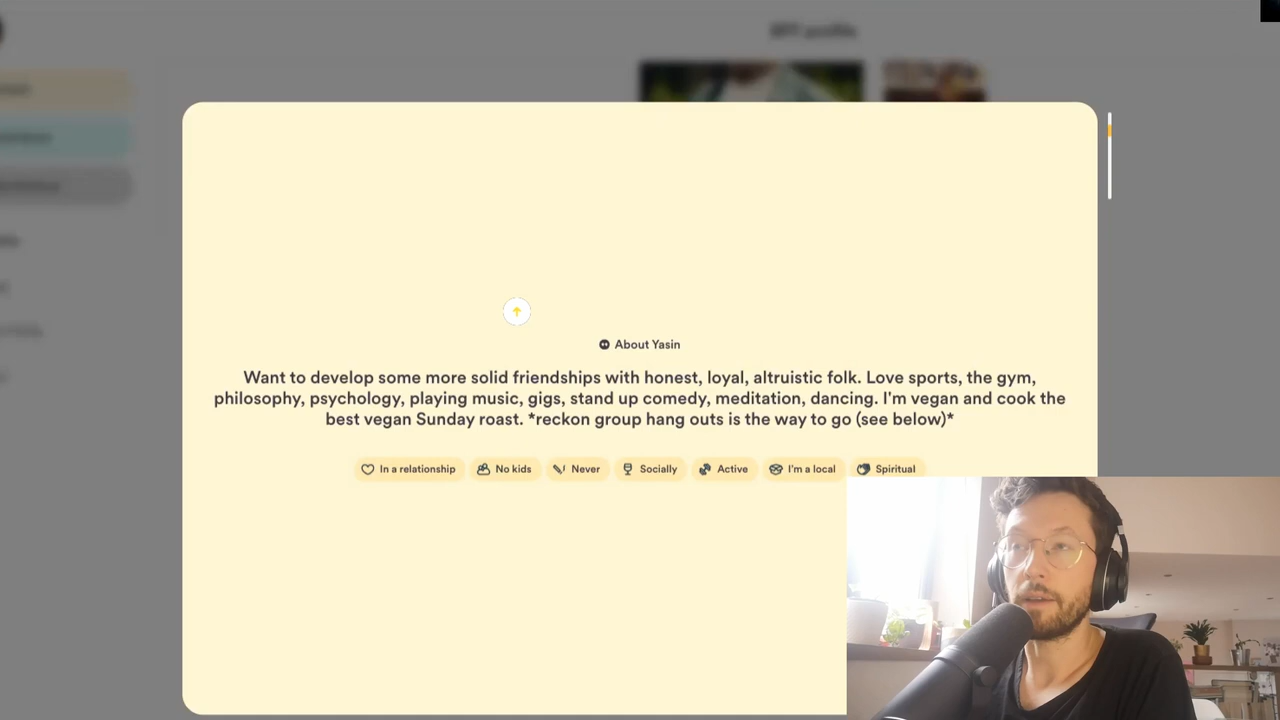 BFF profile
About Yasin
Want to develop some more solid friendships with honest, loyal, altruistic folk. Love sports, the gym,
philosophy, psychology, playing music, gigs, stand up comedy, meditation, dancing. I'm vegan and cook the
best vegan Sunday roast. *reckon group hang outs is the way to go (see below)*
In a relationship No kids Never Socially Active I'm a local Spiritual